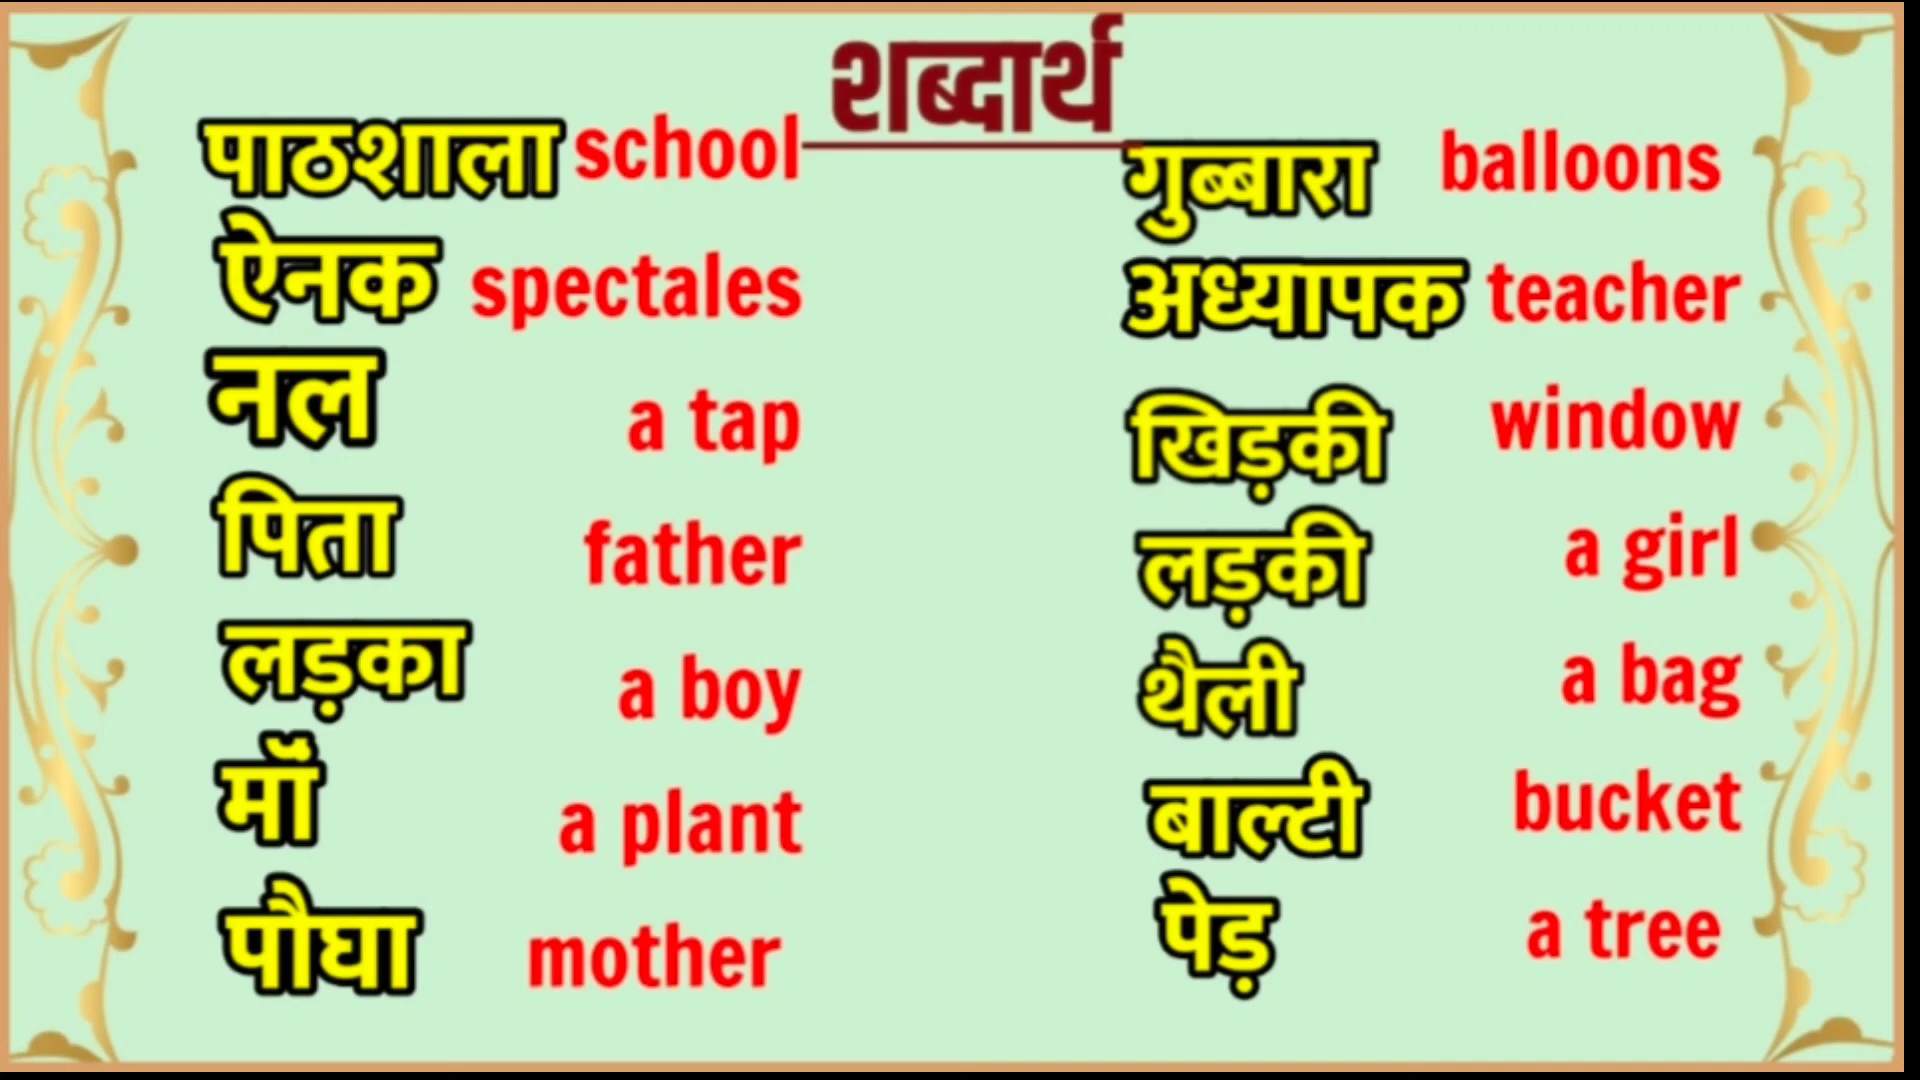 शब्दार्थ
पाठशाला school
ऐनक spectales
नल a tap
पिता father
लड़का a boy
माँ a plant
पौघा mother
गुब्बारा balloons
अध्यापक teacher
खिड़की window
लड़की a girl
थैली a bag
बाल्टी bucket
पेड़ a tree